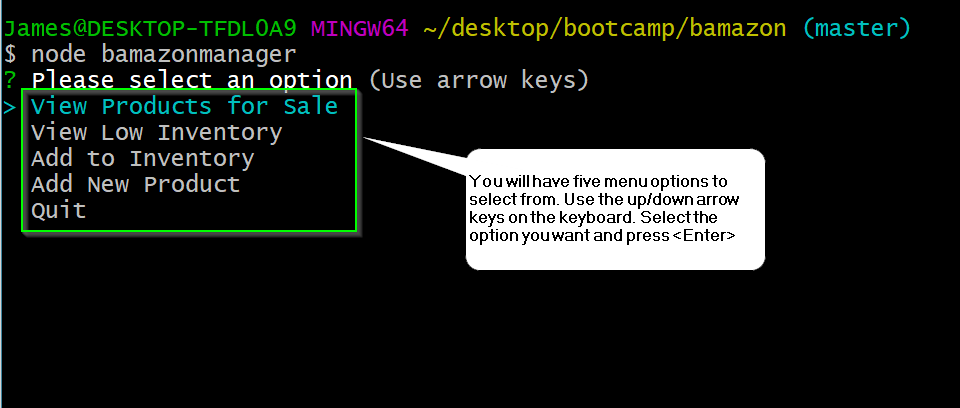 James@DESKTOP-TFDLOA9 MINGW64 ~/desktop/bootcamp/bamazon (master)
$ node bamazonmanager
? Please select an option (Use arrow keys)
> View Products for Sale
View Low Inventory
Add to Inventory
Add New Product
Quit
You will have five menu options to
select from. Use the up/down arrow
keys on the keyboard. Select the
option you want and press <Enter>